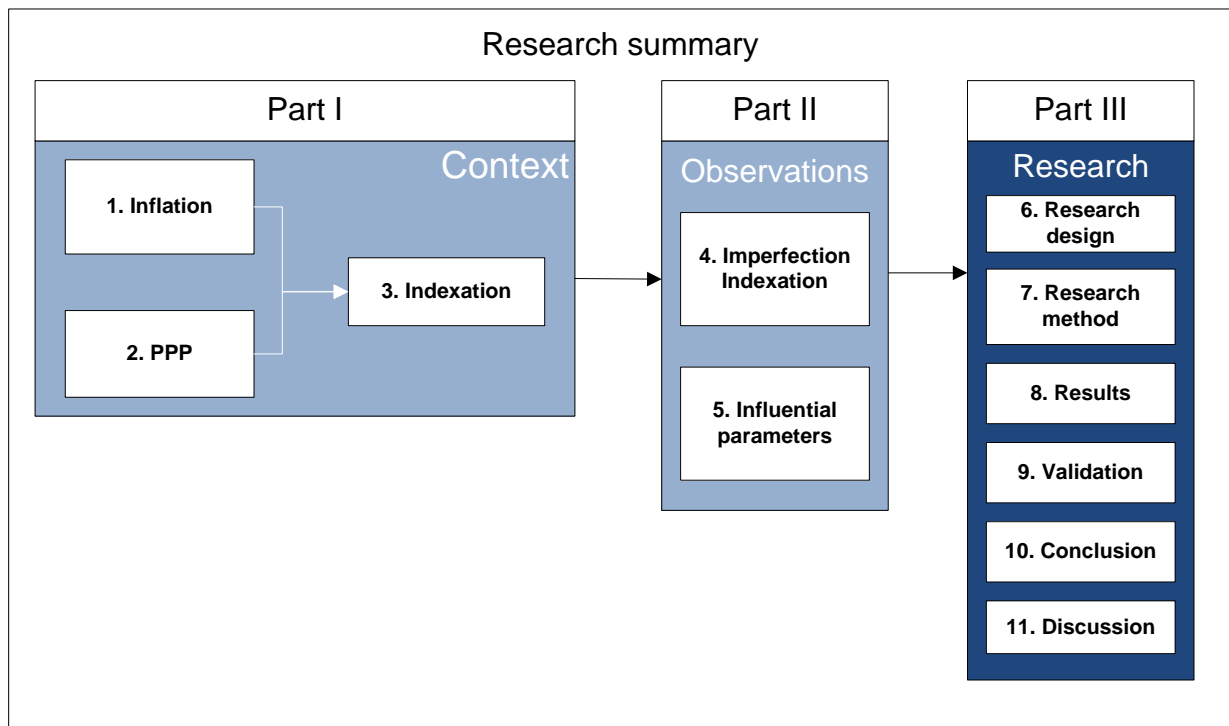 Research summary
Part I
Context
1. Inflation
2. PPP
3. Indexation
Part II
Observations
4. Imperfection
Indexation
5. Influential
parameters
Part III
Research
6. Research
design
7. Research
method
8. Results
9. Validation
10. Conclusion
11. Discussion